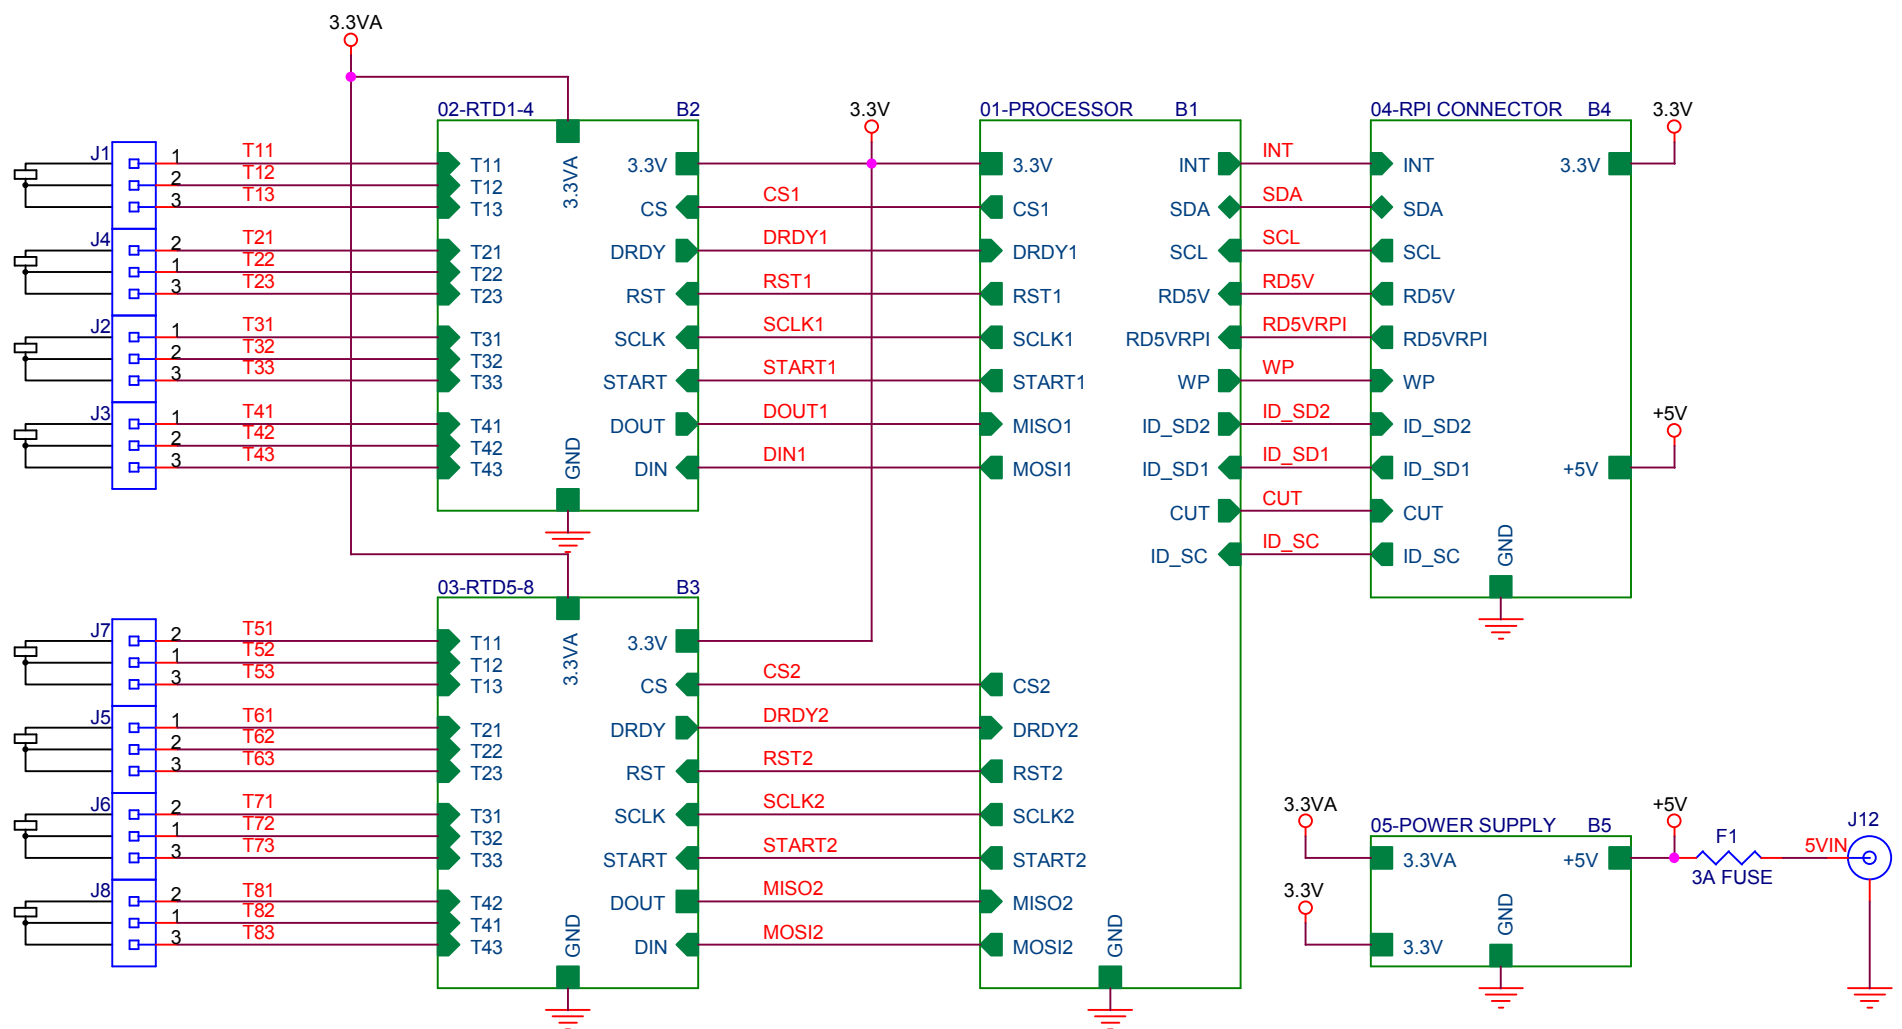 3.3VA
02-RTD1-4 B2
3.3V
01-PROCESSOR B1
04-RPI CONNECTOR B4
3.3V
J1 1 T11
2 T12
3 T13
J4 2 T21
1 T22
3 T23
J2 1 T31
2 T32
3 T33
J3 1 T41
2 T42
3 T43
T11
T12
T13
T21
T22
T23
T31
T32
T33
T41
T42
T43
3.3VA
GND
3.3V
CS
DRDY
RST
SCLK
START
DOUT
DIN
CS1
DRDY1
RST1
SCLK1
START1
DOUT1
DIN1
3.3V
CS1
DRDY1
RST1
SCLK1
START1
MISO1
MOSI1
INT
SDA
SCL
RD5V
RD5VRPI
WP
ID_SD2
ID_SD1
CUT
ID_SC
INT
SDA
SCL
RD5V
RD5VRPI
WP
ID_SD2
ID_SD1
CUT
ID_SC
INT
SDA
SCL
RD5V
RD5VRPI
WP
ID_SD2
ID_SD1
CUT
ID_SC
3.3V
+5V
+5V
GND
03-RTD5-8 B3
J7 2 T51
1 T52
3 T53
J5 1 T61
2 T62
3 T63
J6 2 T71
1 T72
3 T73
J8 2 T81
1 T82
3 T83
T11
T12
T13
T21
T22
T23
T31
T32
T33
T42
T41
T43
3.3VA
GND
3.3V
CS
DRDY
RST
SCLK
START
DOUT
DIN
CS2
DRDY2
RST2
SCLK2
START2
MISO2
MOSI2
CS2
DRDY2
RST2
SCLK2
START2
MISO2
MOSI2
GND
3.3VA
3.3V
05-POWER SUPPLY B5
3.3VA
3.3V
+5V
GND
+5V
F1
3A FUSE
5VIN
J12